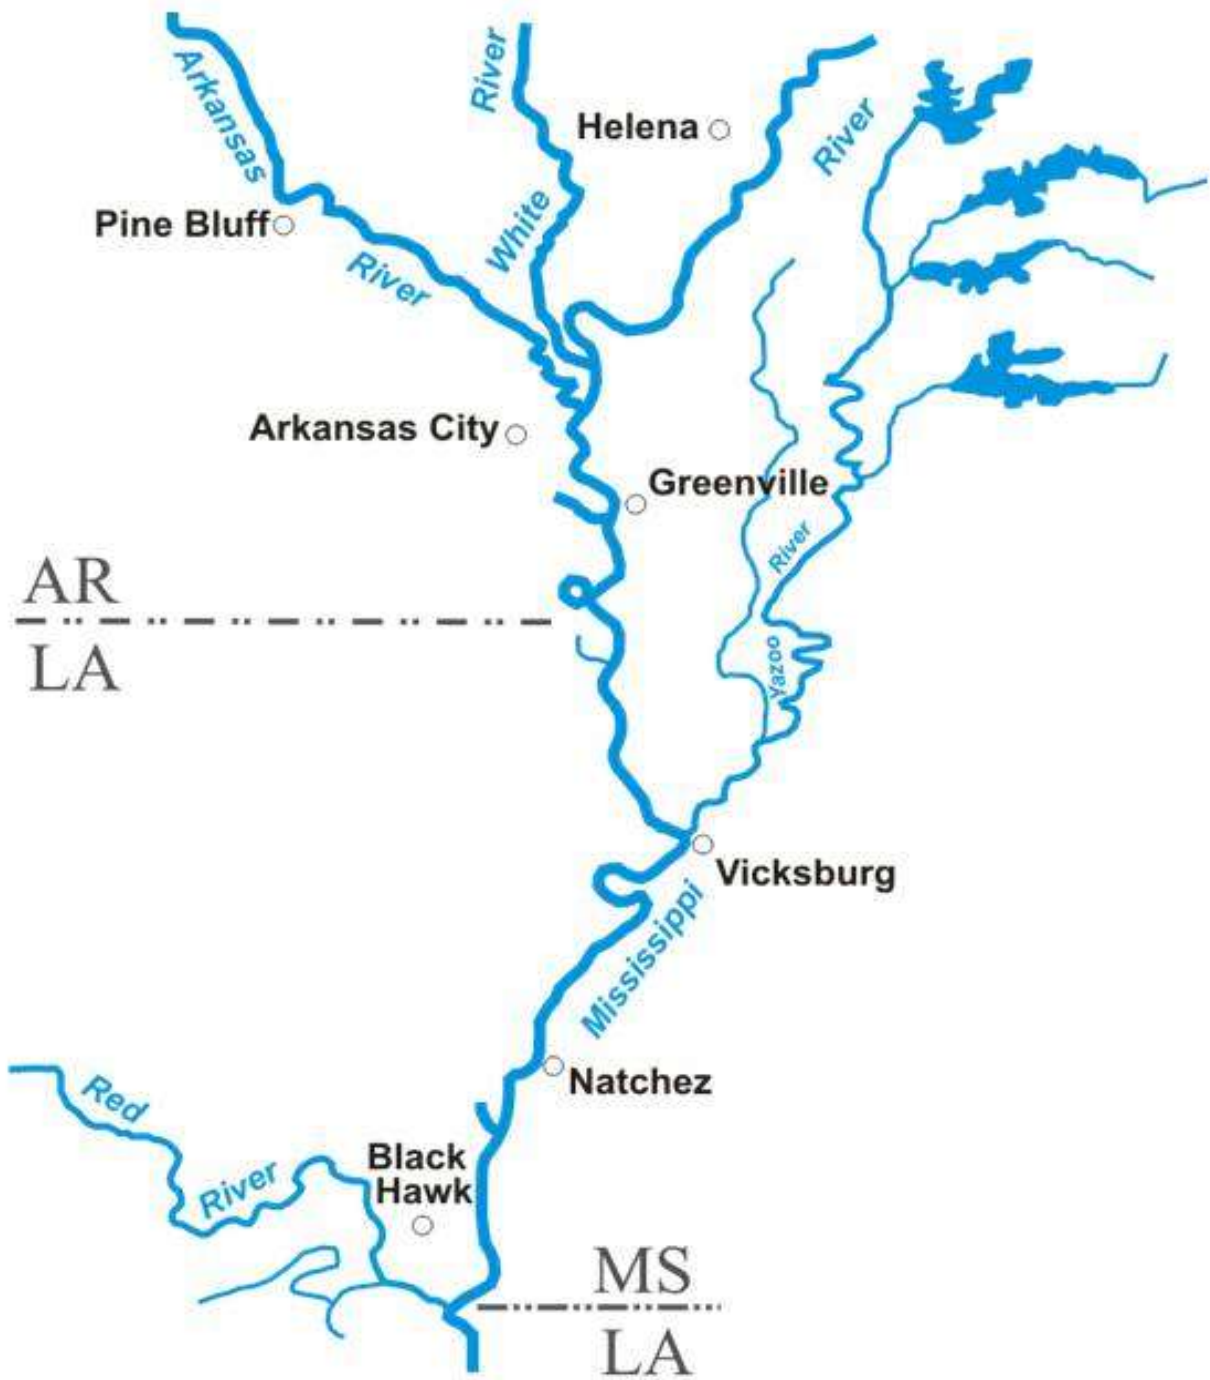 Arkansas
River
White
River
Helena
River
Pine Bluff
River
Arkansas City
Greenville
River
AR
LA
Yazoo
Vicksburg
Mississippi
Natchez
Red
River
Black
Hawk
MS
LA